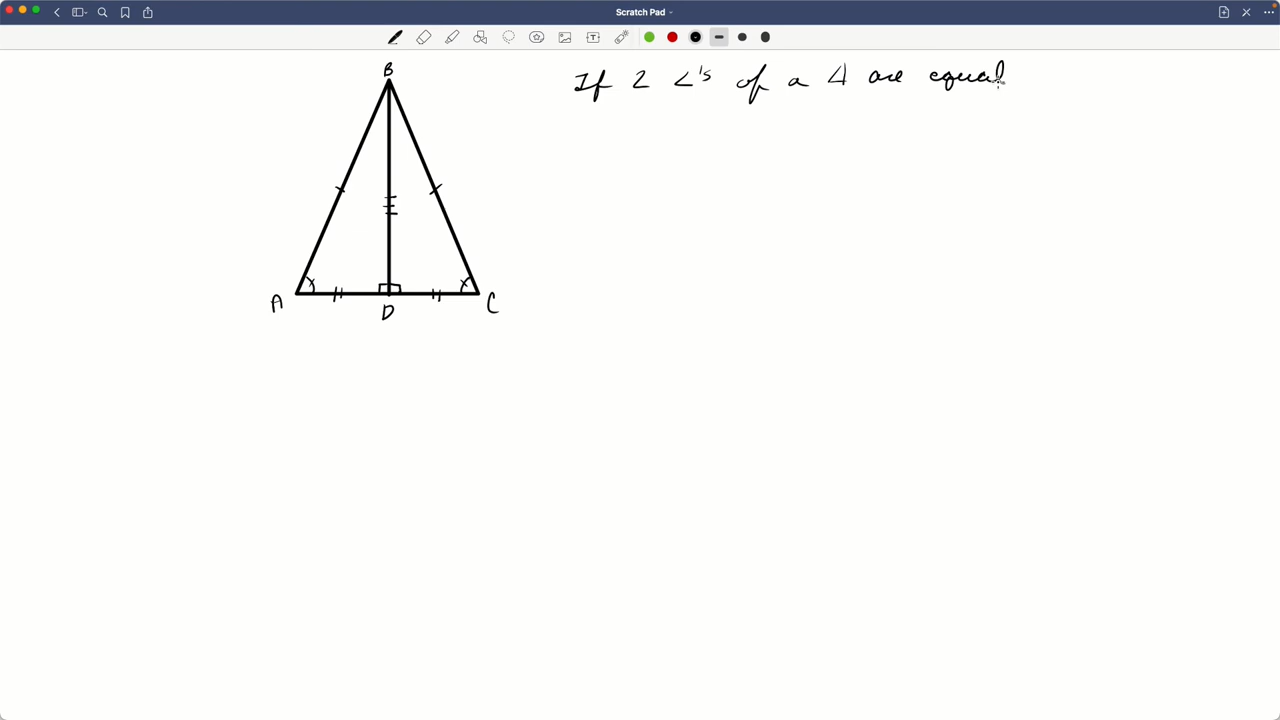 Scratch Pad
B
If 2 <'s of a Δ are equal
A
D
C